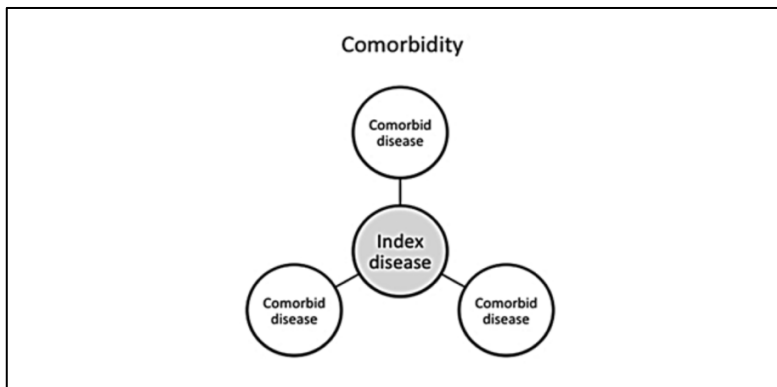 Comorbidity
Comorbid
disease
Index
disease
Comorbid
disease
Comorbid
disease